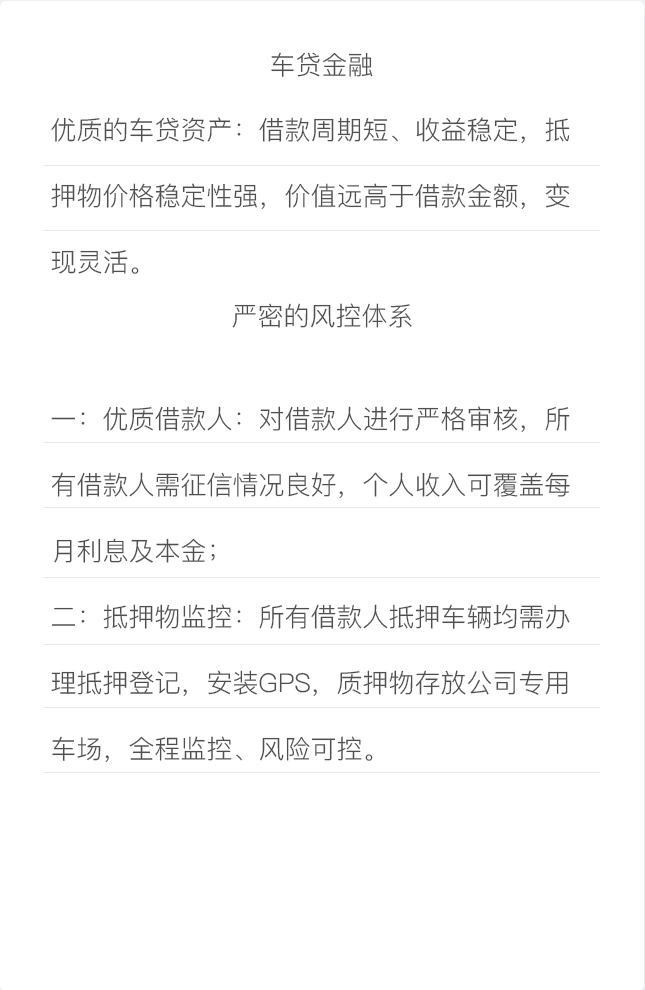 车贷金融
优质的车贷资产：借款周期短、收益稳定，抵
押物价格稳定性强，价值远高于借款金额，变
现灵活。
严密的风控体系
一：优质借款人：对借款人进行严格审核，所
有借款人需征信情况良好，个人收入可覆盖每
月利息及本金；
二：抵押物监控：所有借款人抵押车辆均需办
理抵押登记，安装GPS，质押物存放公司专用
车场，全程监控、风险可控。